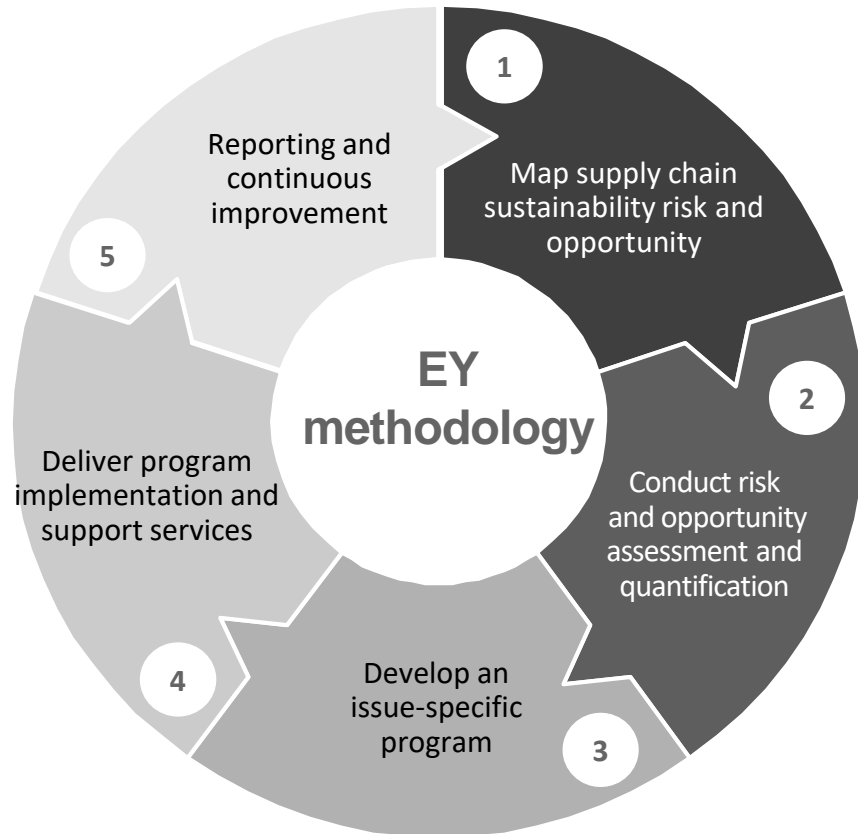 1
Map supply chain
sustainability risk and
opportunity
2
Conduct risk
and opportunity
assessment and
quantification
3
Develop an
issue-specific
program
4
Deliver program
implementation and
support services
5
Reporting and
continuous
improvement
EY
methodology